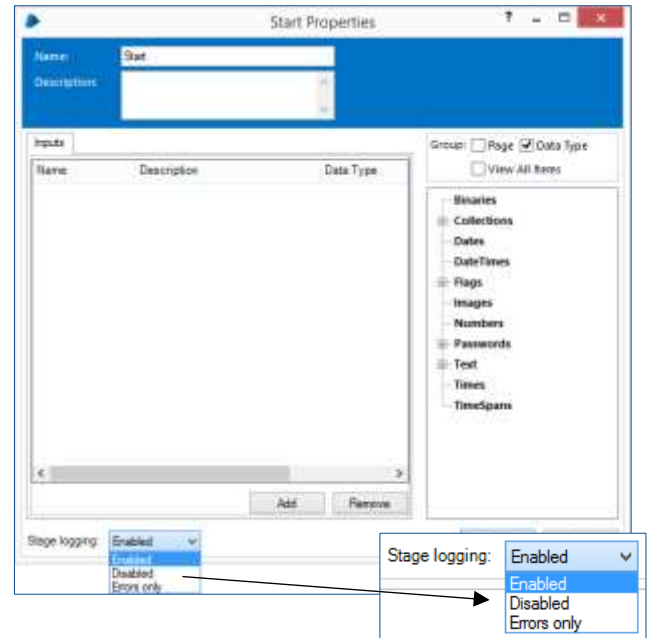 Start Properties ?
Name: Start
Description:
Inputs
Group: Page Data Type
View All Items
Name Description Data Type
Binaries
Collections
Dates
DateTimes
Flags
Images
Numbers
Passwords
Text
Times
TimeSpans
Add Remove
Stage logging: Enabled
Enabled
Disabled
Errors only
Stage logging: Enabled
Enabled
Disabled
Errors only